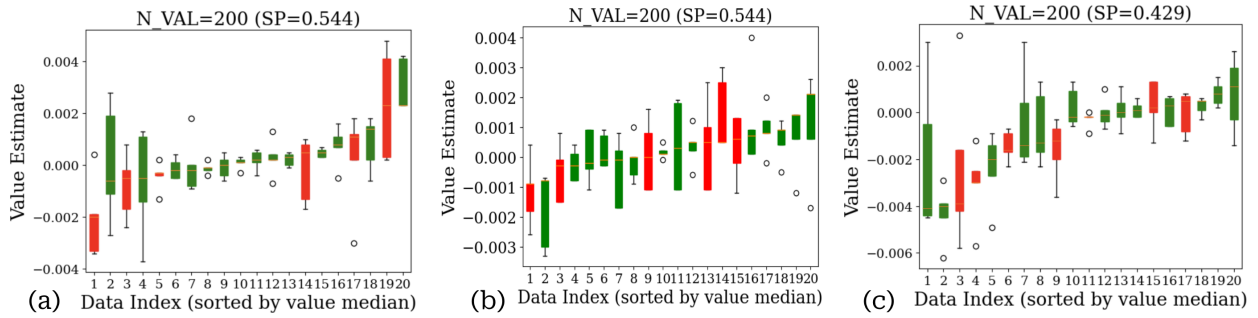 N_VAL=200 (SP=0.544)
Value Estimate
0.004
0.002
0.000
−0.002
−0.004
1 2 3 4 5 6 7 8 9 10 11 12 13 14 15 16 17 18 19 20
(a) Data Index (sorted by value median)
N_VAL=200 (SP=0.544)
Value Estimate
0.004
0.003
0.002
0.001
0.000
−0.001
−0.002
−0.003
1 2 3 4 5 6 7 8 9 10 11 12 13 14 15 16 17 18 19 20
(b) Data Index (sorted by value median)
N_VAL=200 (SP=0.429)
Value Estimate
0.002
0.000
−0.002
−0.004
−0.006
1 2 3 4 5 6 7 8 9 10 11 12 13 14 15 16 17 18 19 20
(c) Data Index (sorted by value median)